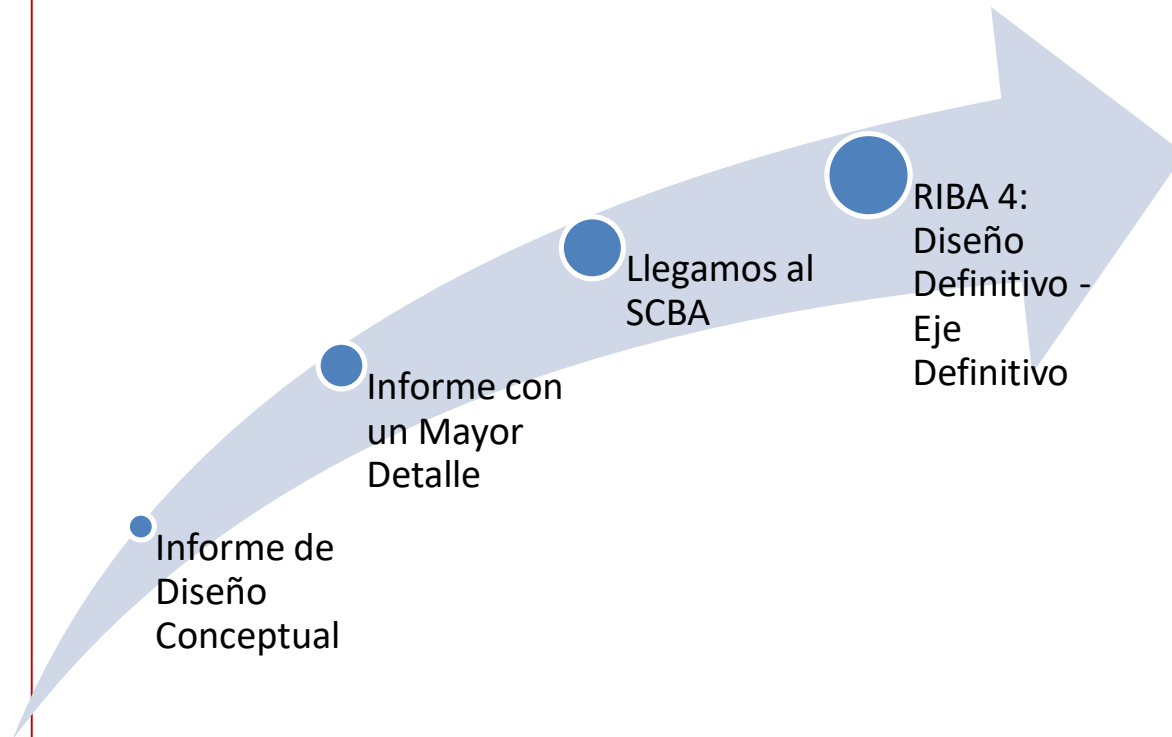 Informe de
Diseño
Conceptual
Informe con
un Mayor
Detalle
Llegamos al
SCBA
RIBA 4:
Diseño
Definitivo -
Eje
Definitivo